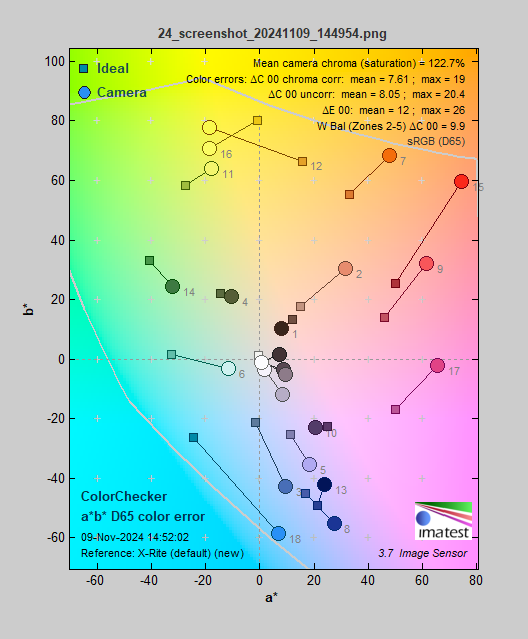 24_screenshot_20241109_144954.png
Mean camera chroma (saturation) = 122.7%
Color errors: ΔC 00 chroma corr: mean = 7.61 ; max = 19
ΔC 00 uncorr: mean = 8.05 ; max = 20.4
ΔE 00: mean = 12 ; max = 26
W Bal (Zones 2-5) ΔC 00 = 9.9
sRGB (D65)
Ideal
Camera
100
80
60
40
20
0
-20
-40
-60
b*
16
11
12
7
15
14
4
2
9
1
6
17
10
3
5
13
18
8
ColorChecker
a*b* D65 color error
09-Nov-2024 14:52:02
Reference: X-Rite (default) (new)
imatest
3.7 Image Sensor
-60 -40 -20 0 20 40 60 80
a*